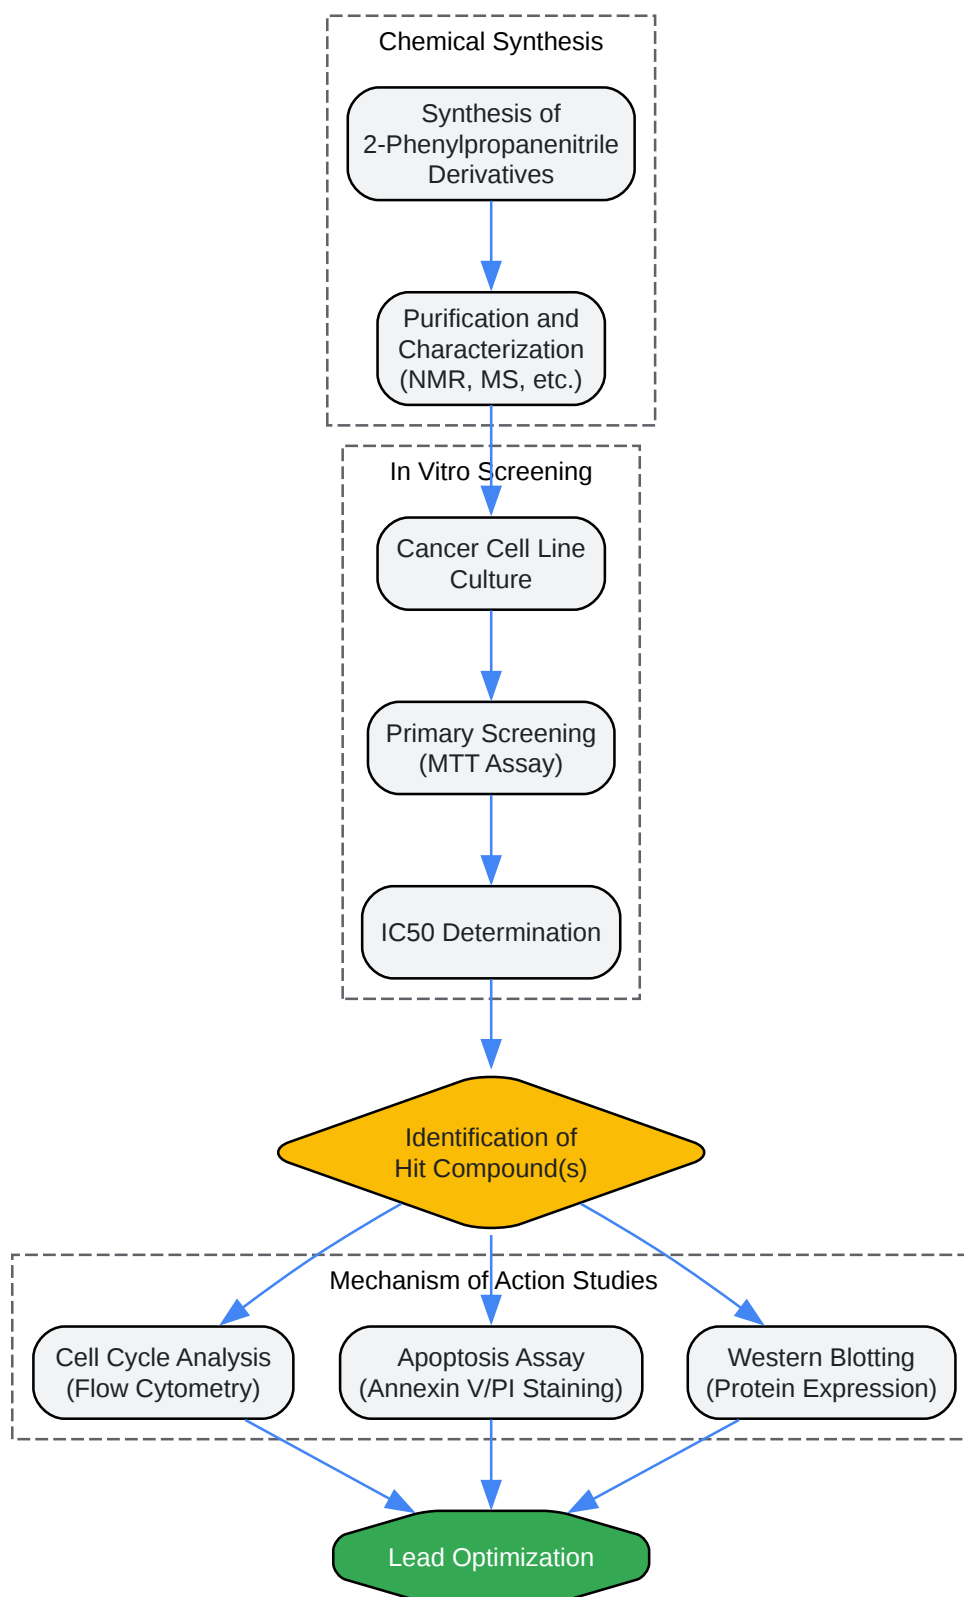 Chemical Synthesis
Synthesis of
2-Phenylpropanenitrile
Derivatives
Purification and
Characterization
(NMR, MS, etc.)
In Vitro Screening
Cancer Cell Line
Culture
Primary Screening
(MTT Assay)
IC50 Determination
Identification of
Hit Compound(s)
Mechanism of Action Studies
Cell Cycle Analysis
(Flow Cytometry)
Apoptosis Assay
(Annexin V/PI Staining)
Western Blotting
(Protein Expression)
Lead Optimization